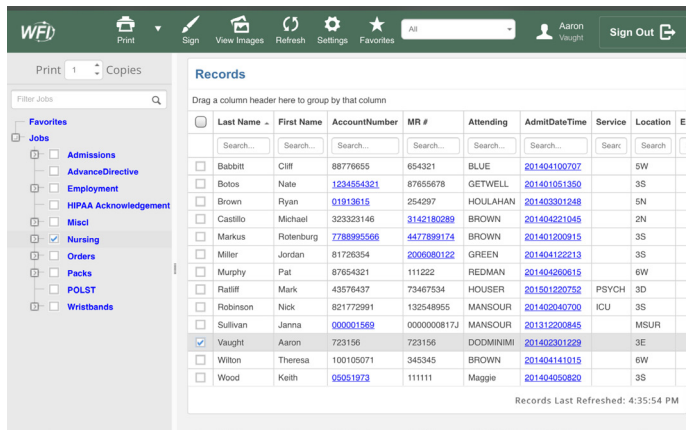 WFI
Print
Sign
View Images
Refresh
Settings
Favorites
All
Aaron
Vaught
Sign Out
Print 1 Copies
Filter Jobs
Favorites
Jobs
Admissions
AdvanceDirective
Employment
HIPAA Acknowledgement
Miscl
Nursing
Orders
Packs
POLST
Wristbands
Records
Drag a column header here to group by that column
Last Name First Name AccountNumber MR # Attending AdmitDateTime Service Location E
Search... Search... Search... Search... Search... Search... Searc Search
Babbitt Cliff 88776655 654321 BLUE 201404100707 5W
Botos Nate 1234554321 87655678 GETWELL 201401051350 3S
Brown Ryan 01913615 254297 HOULAHAN 201403301248 5N
Castillo Michael 323323146 3142180289 BROWN 201404221045 2N
Markus Rotenburg 7788995566 4477899174 BROWN 201401200915 3S
Miller Jordan 81726354 2006080122 GREEN 201404122213 3S
Murphy Pat 87654321 111222 REDMAN 201404260615 6W
Ratliff Mark 43576437 73467534 HOUSER 201501220752 PSYCH 3D
Robinson Nick 821772991 132548955 MANSOUR 201402040700 ICU 3S
Sullivan Janna 000001569 0000000817J MANSOUR 201312200845 MSUR
Vaught Aaron 723156 723156 DODMINIMI 201402301229 3E
Wilton Theresa 100105071 345345 BROWN 201404141015 6W
Wood Keith 05051973 111111 Maggie 201404050820 3S
Records Last Refreshed: 4:35:54 PM